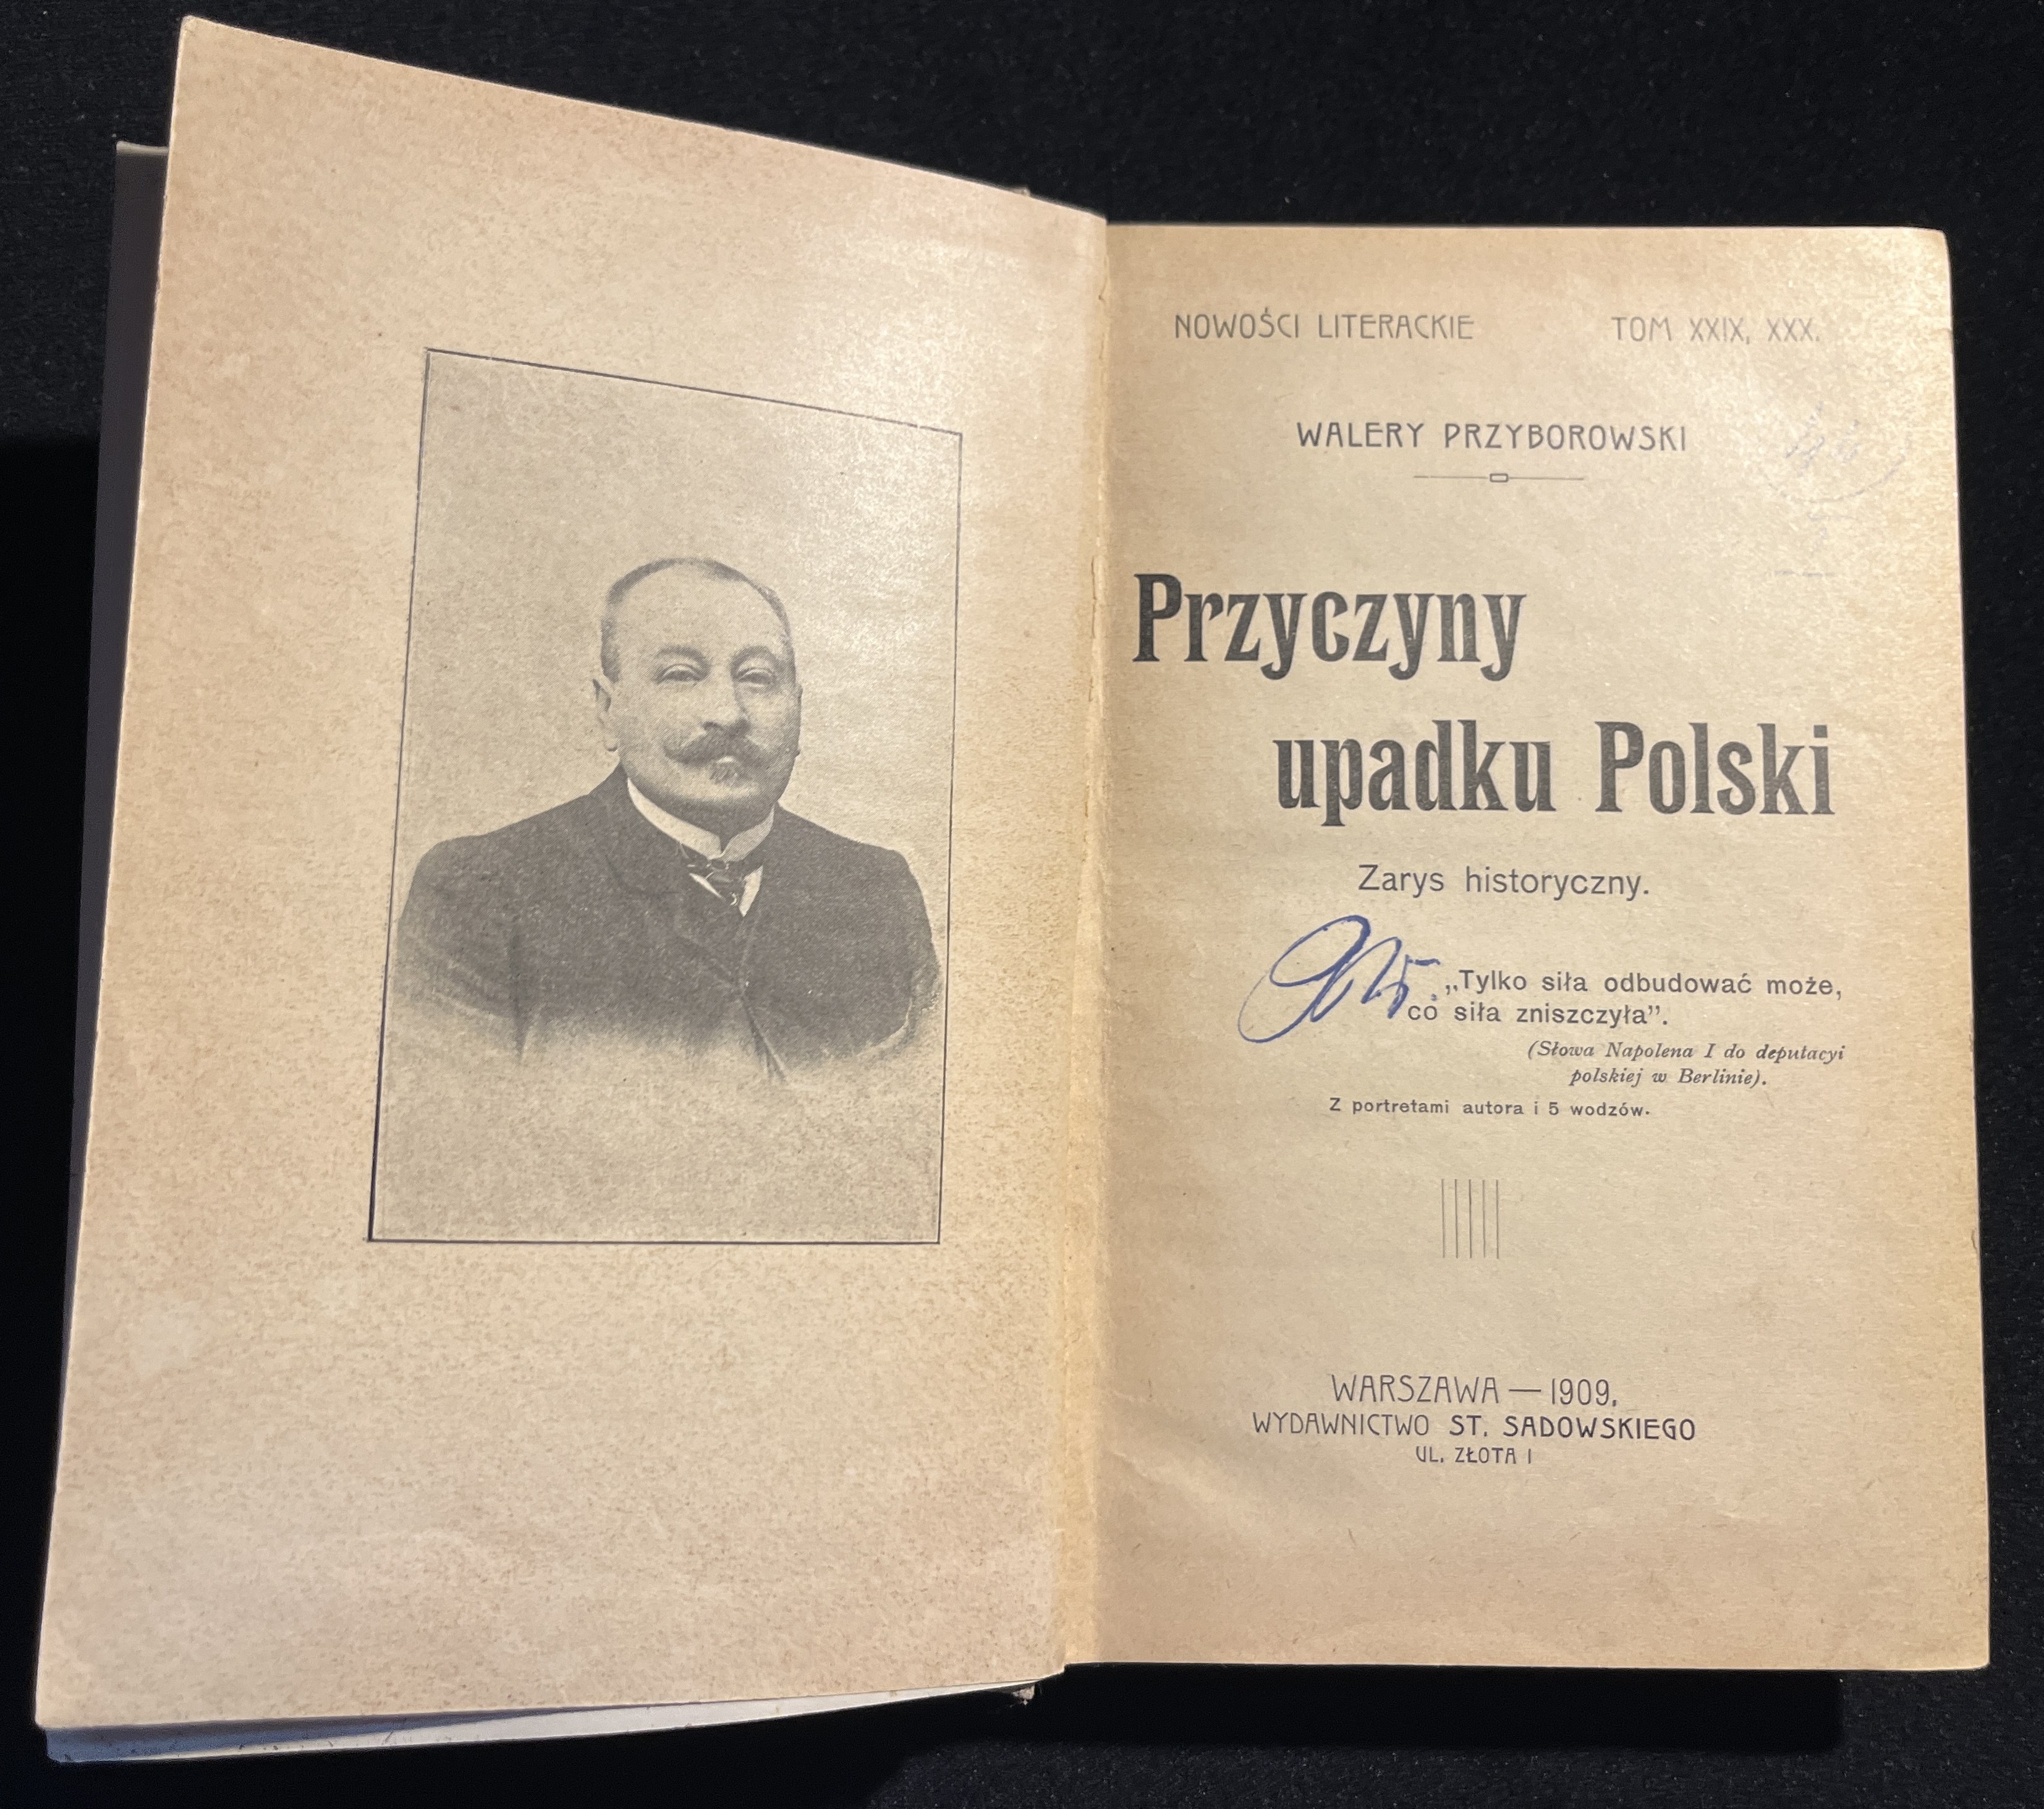 NOWOŚCI LITERACKIE TOM XXIX, XXX.
WALERY PRZYBOROWSKI
Przyczyny
upadku Polski
Zarys historyczny.
„Tylko siła odbudować może,
co siła zniszczyła”.
(Słowa Napolena I do deputacyi
polskiej w Berlinie).
Z portretami autora i 5 wodzów.
WARSZAWA — 1909.
WYDAWNICTWO ST. SADOWSKIEGO
UL. ZŁOTA 1